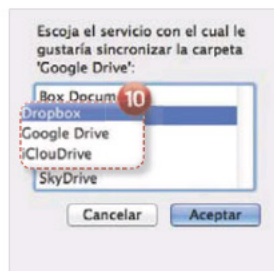 Escoja el servicio con el cual le
gustaría sincronizar la carpeta
'Google Drive':
Box Docum
10
Dropbox
Google Drive
iClouDrive
SkyDrive
Cancelar
Aceptar